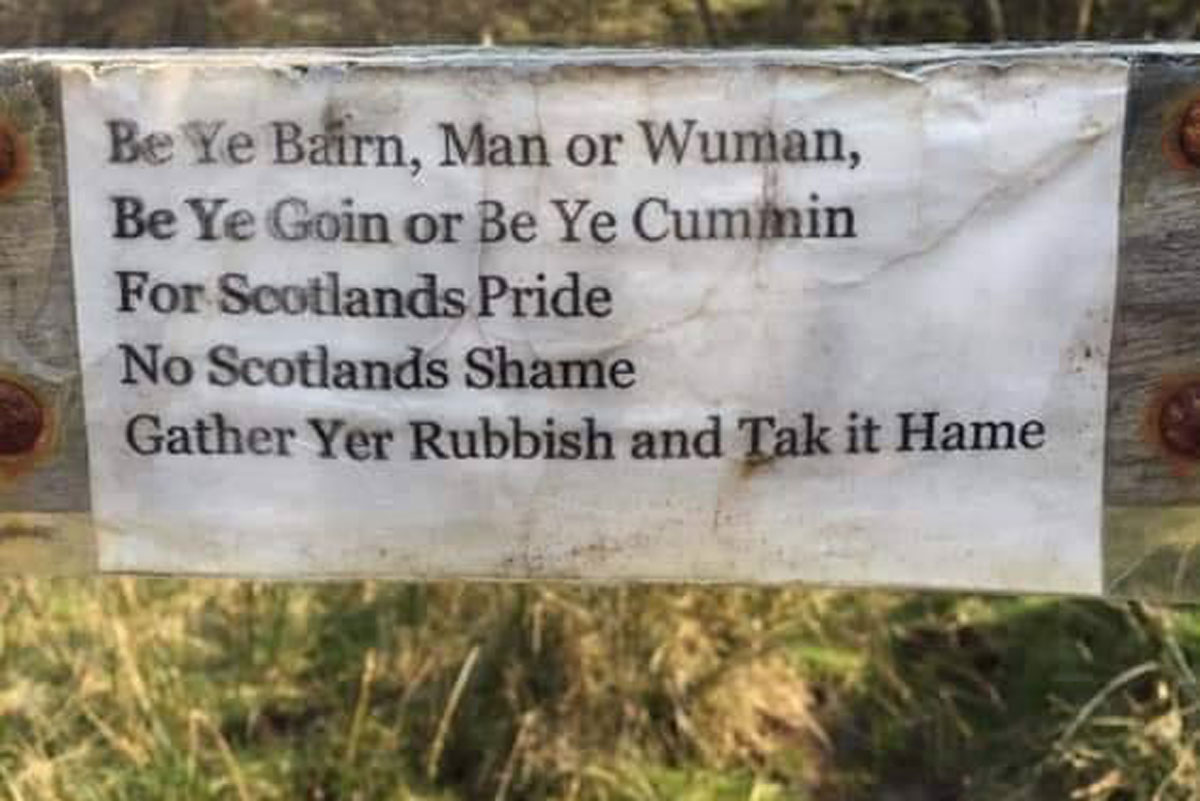 Be Ye Bairn, Man or Wuman,
Be Ye Goin or Be Ye Cummin
For Scotlands Pride
No Scotlands Shame
Gather Yer Rubbish and Tak it Hame